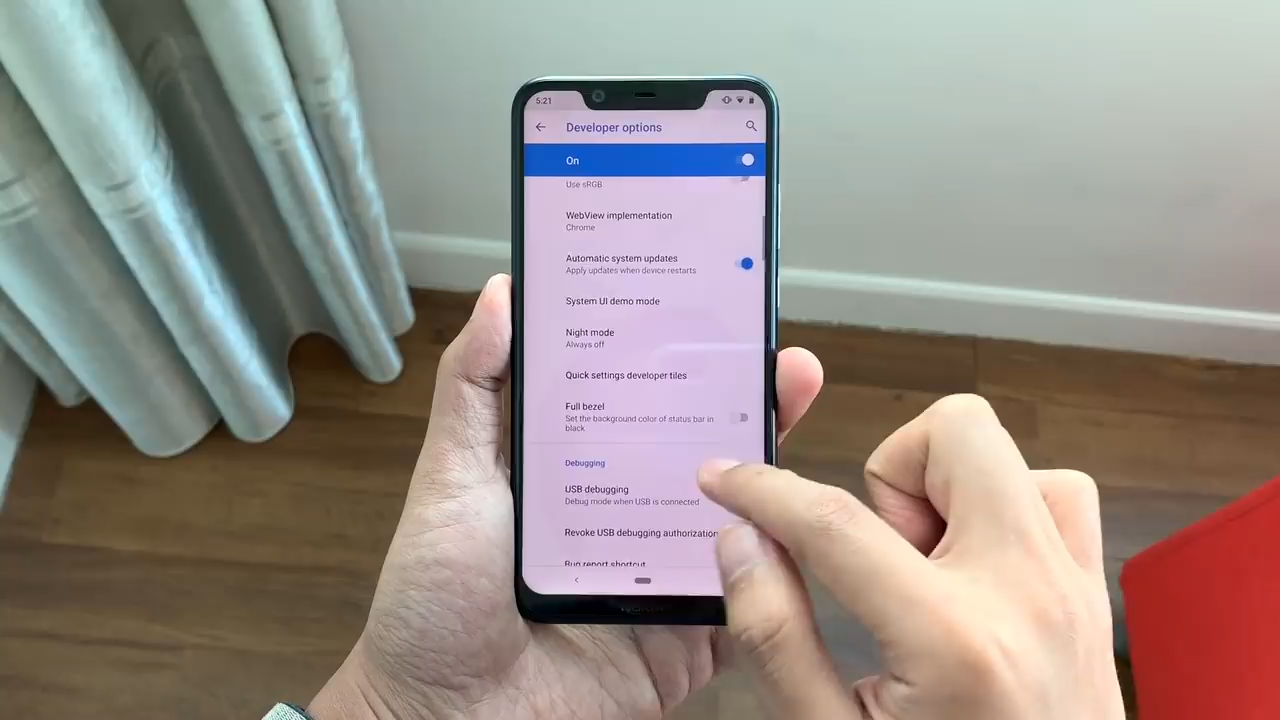 5:21
Developer options
On
Use sRGB
WebView implementation
Chrome
Automatic system updates
Apply updates when device restarts
System UI demo mode
Night mode
Always off
Quick settings developer tiles
Full bezel
Set the background color of status bar in
black
Debugging
USB debugging
Debug mode when USB is connected
Revoke USB debugging authorization
Bug report shortcut
NOKIA